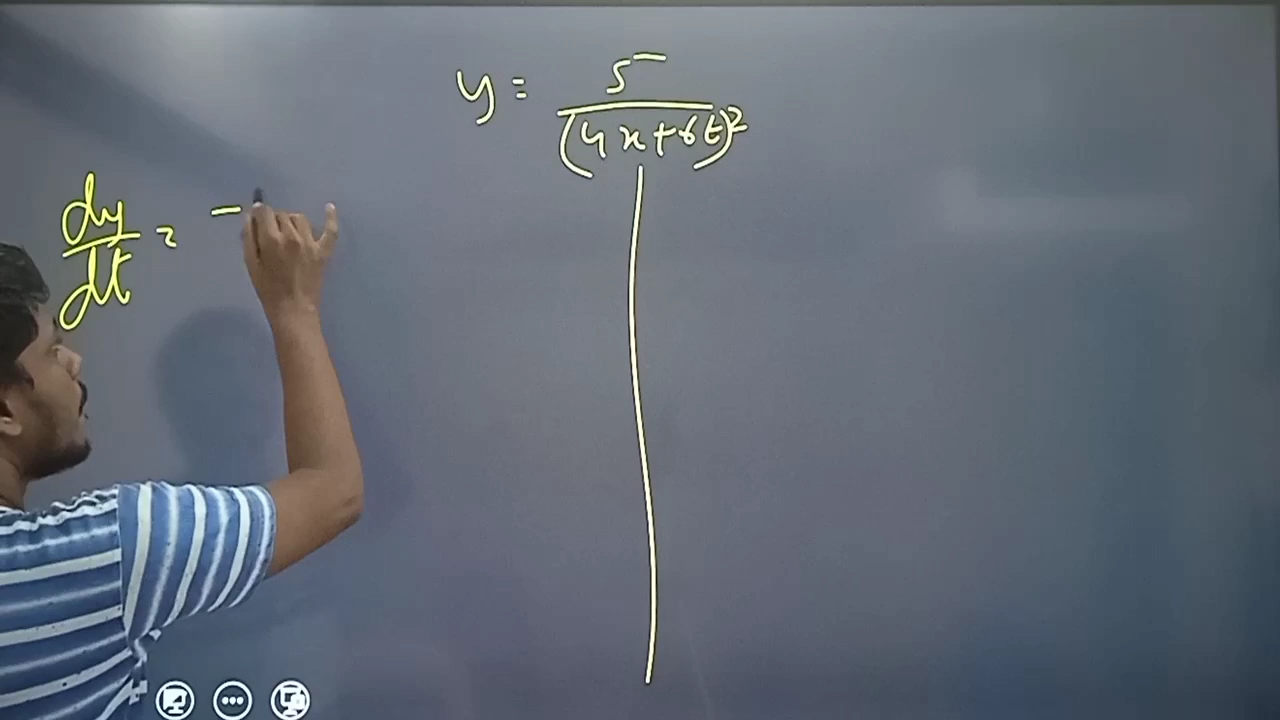 y = 5/(4x+6t)²
dy/dt = -